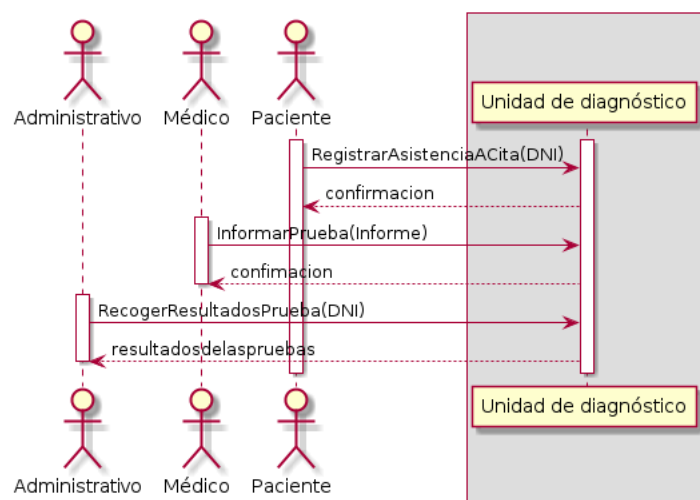 Unidad de diagnóstico
Administrativo
Médico
Paciente
RegistrarAsistenciaACita(DNI)
confirmacion
InformarPrueba(Informe)
confimacion
RecogerResultadosPrueba(DNI)
resultadosdelaspruebas
Unidad de diagnóstico
Administrativo
Médico
Paciente